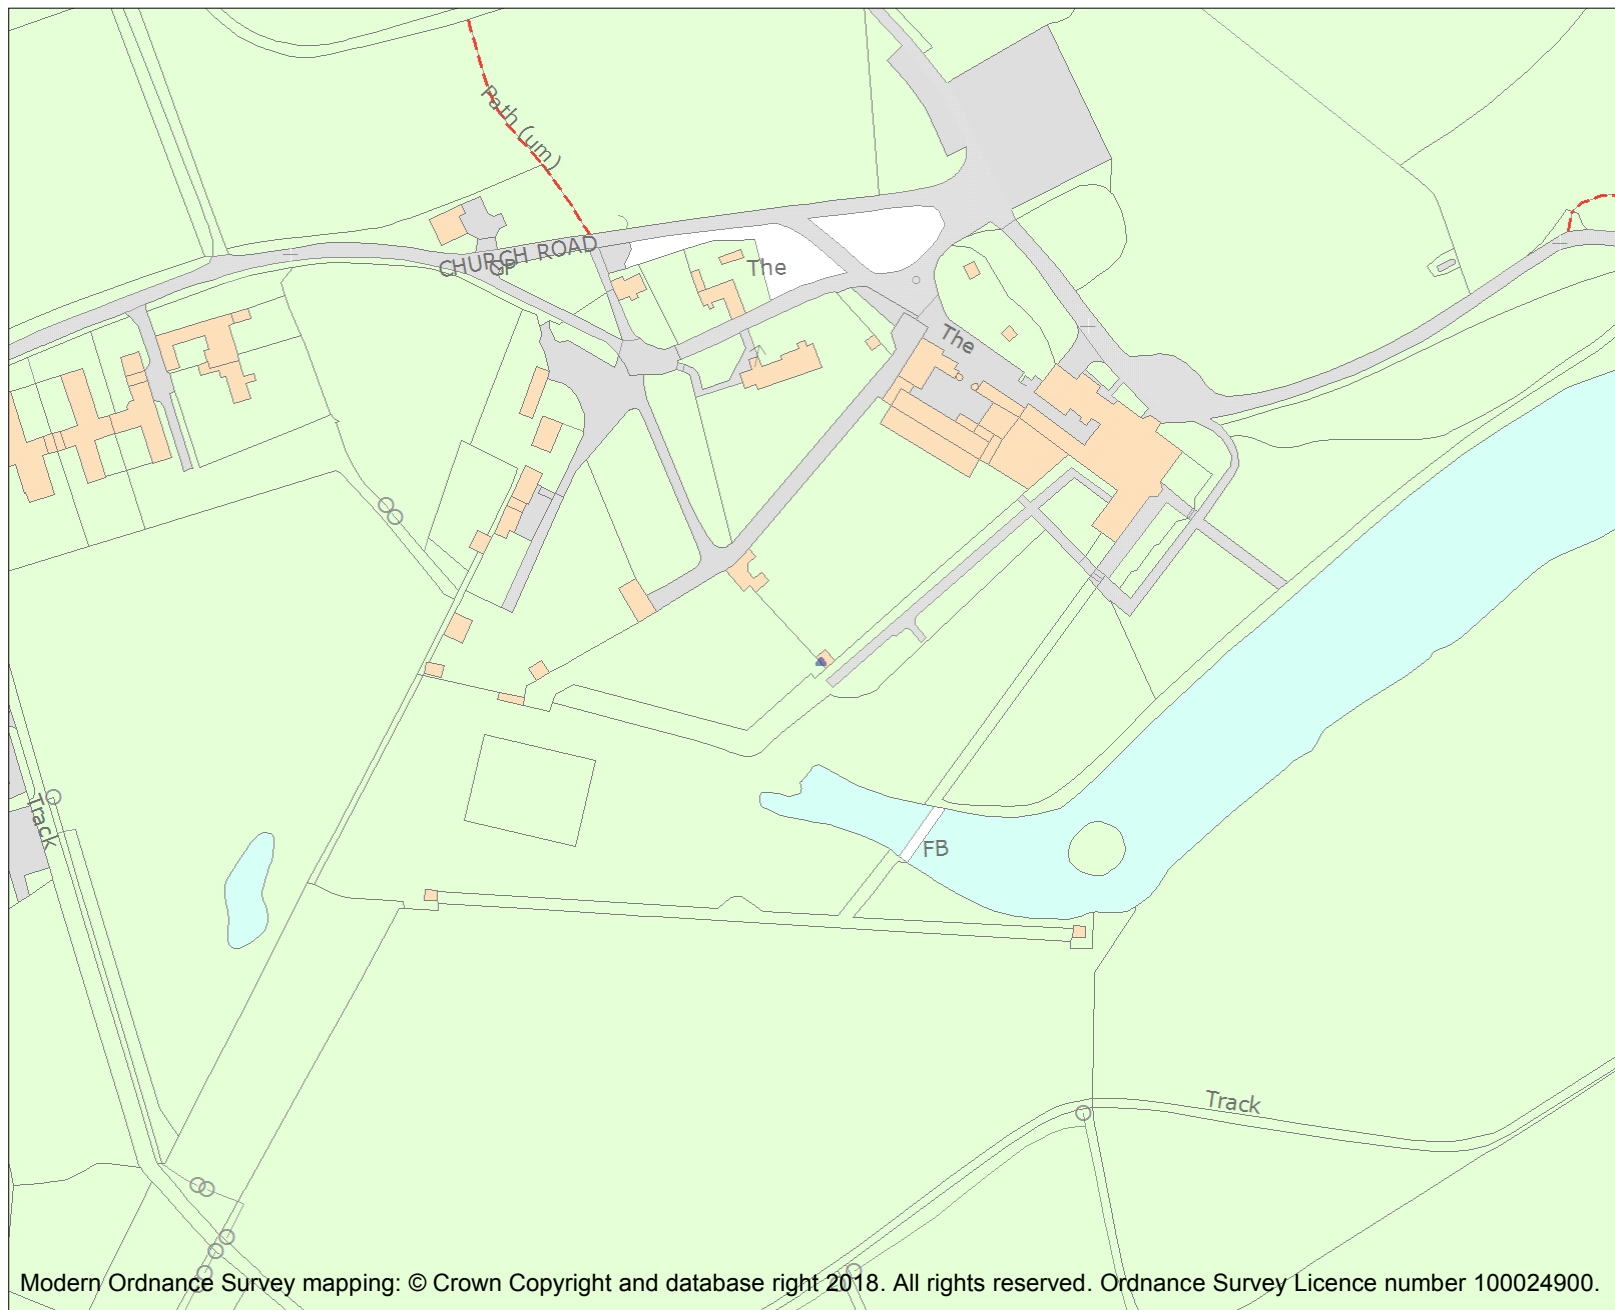 Path (um)
CHURCH ROAD
GP
The
The
Track
FB
Track
Modern Ordnance Survey mapping: © Crown Copyright and database right 2018. All rights reserved. Ordnance Survey Licence number 100024900.